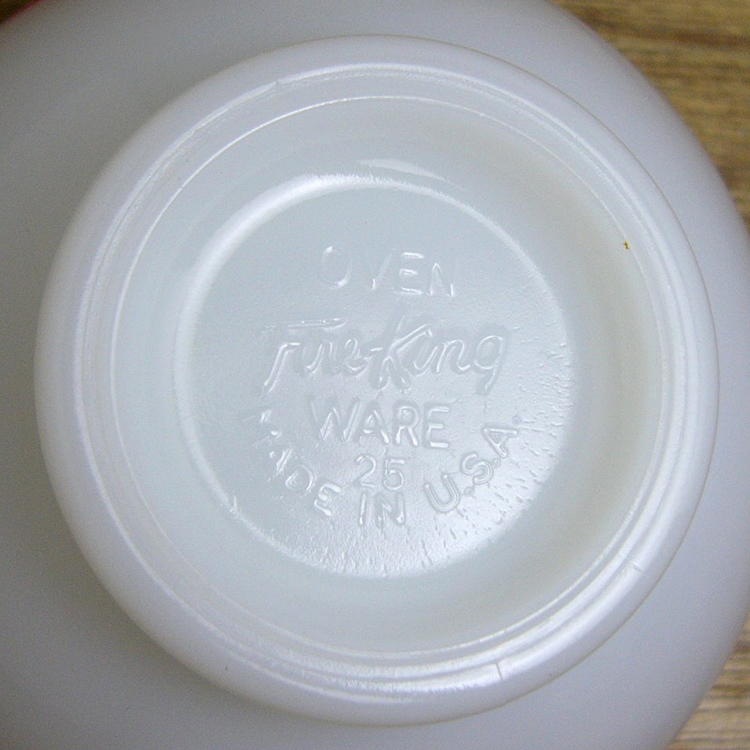 OVEN
Fire-King
WARE
25
MADE IN U.S.A.